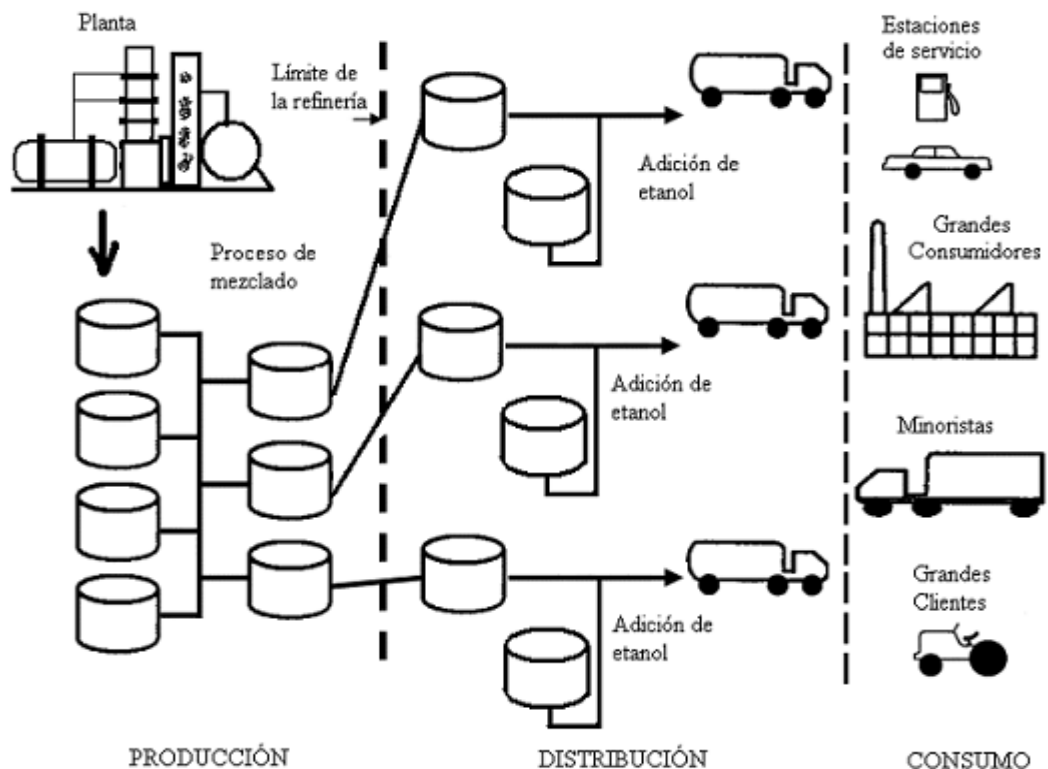 Planta
Límite de
la refinería
Proceso de
mezclado
Adición de
etanol
Adición de
etanol
Adición de
etanol
Estaciones
de servicio
Grandes
Consumidores
Minoristas
Grandes
Clientes
PRODUCCIÓN
DISTRIBUCIÓN
CONSUMO